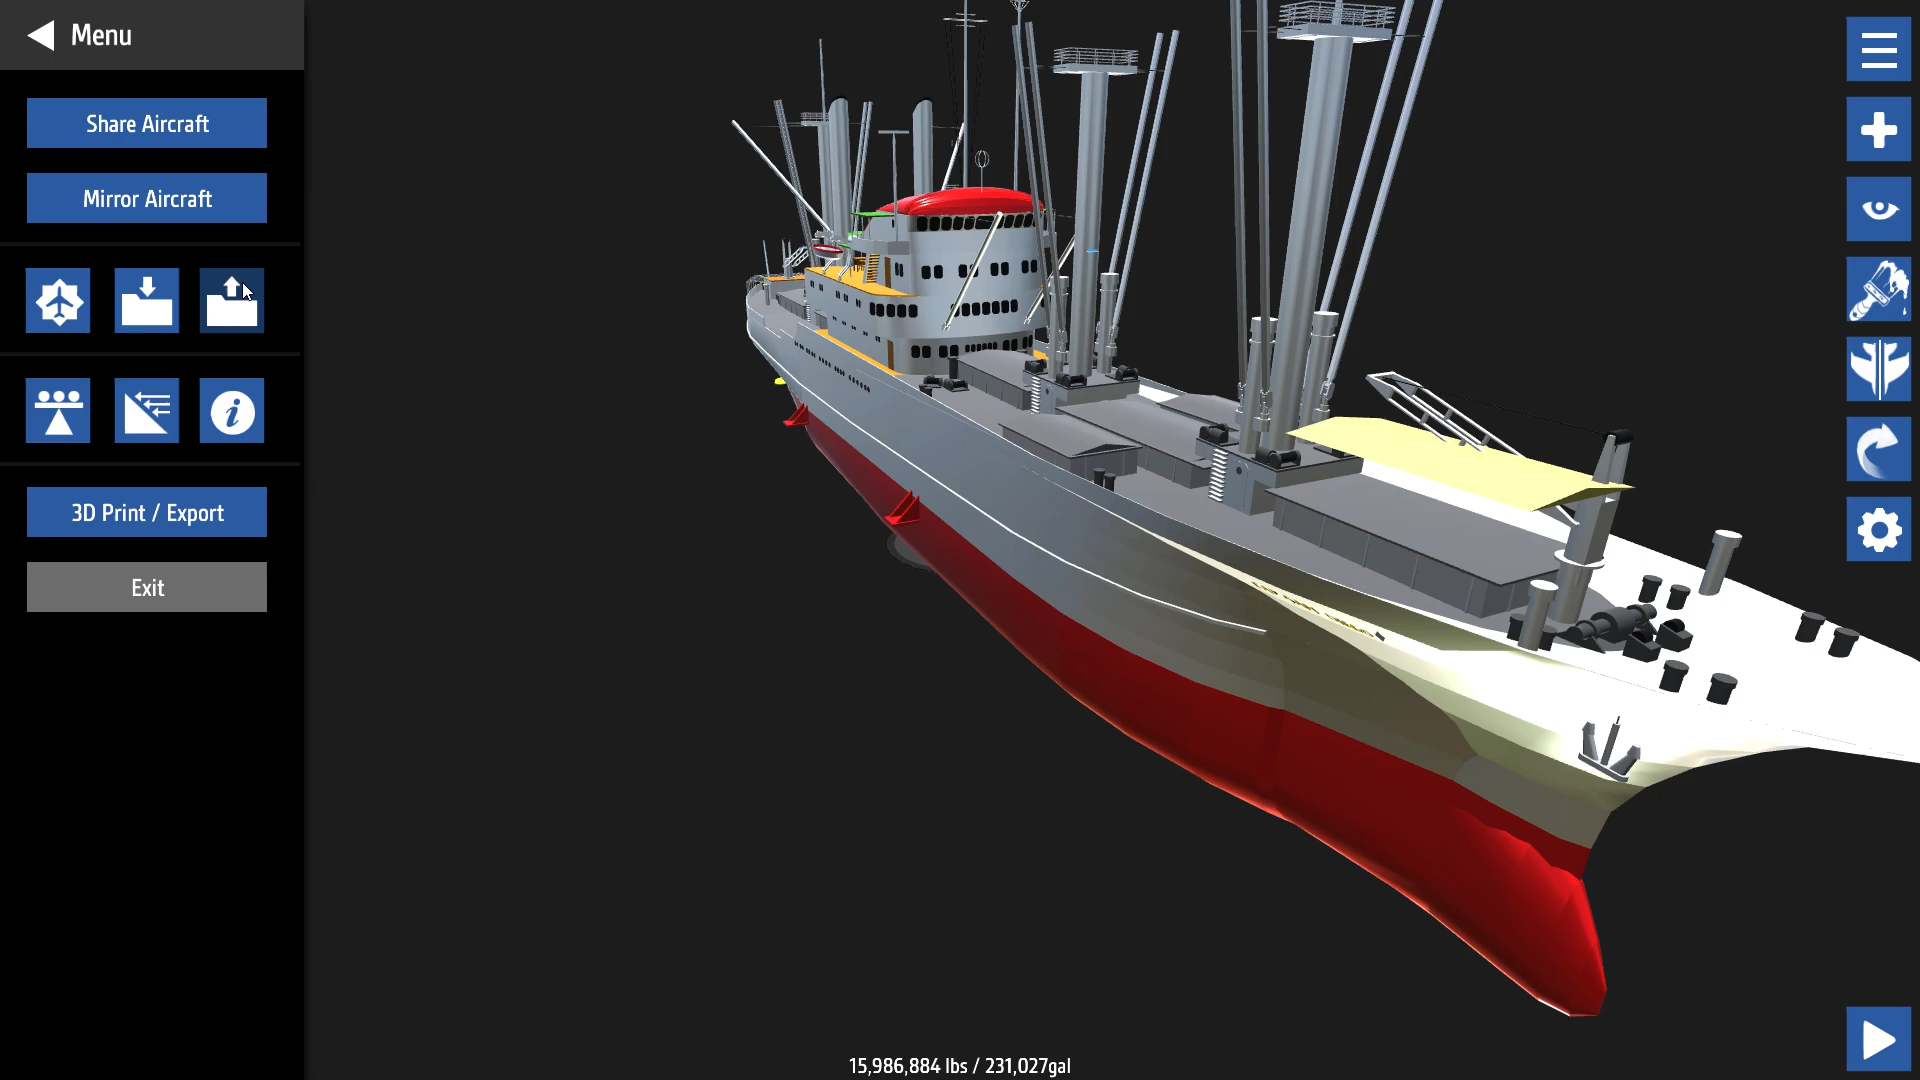 Menu
Share Aircraft
Mirror Aircraft
3D Print / Export
Exit
15,986,884 lbs / 231,027gal